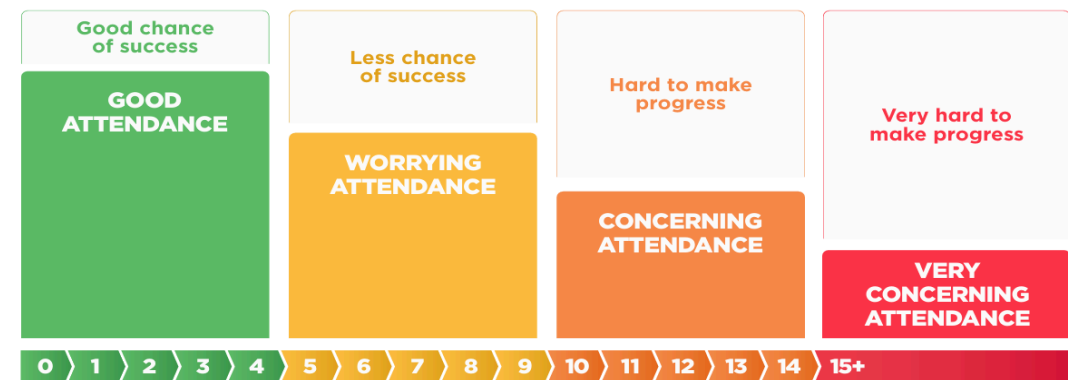 Good chance
of success
GOOD
ATTENDANCE
Less chance
of success
WORRYING
ATTENDANCE
Hard to make
progress
CONCERNING
ATTENDANCE
Very hard to
make progress
VERY
CONCERNING
ATTENDANCE
0 1 2 3 4 5 6 7 8 9 10 11 12 13 14 15+